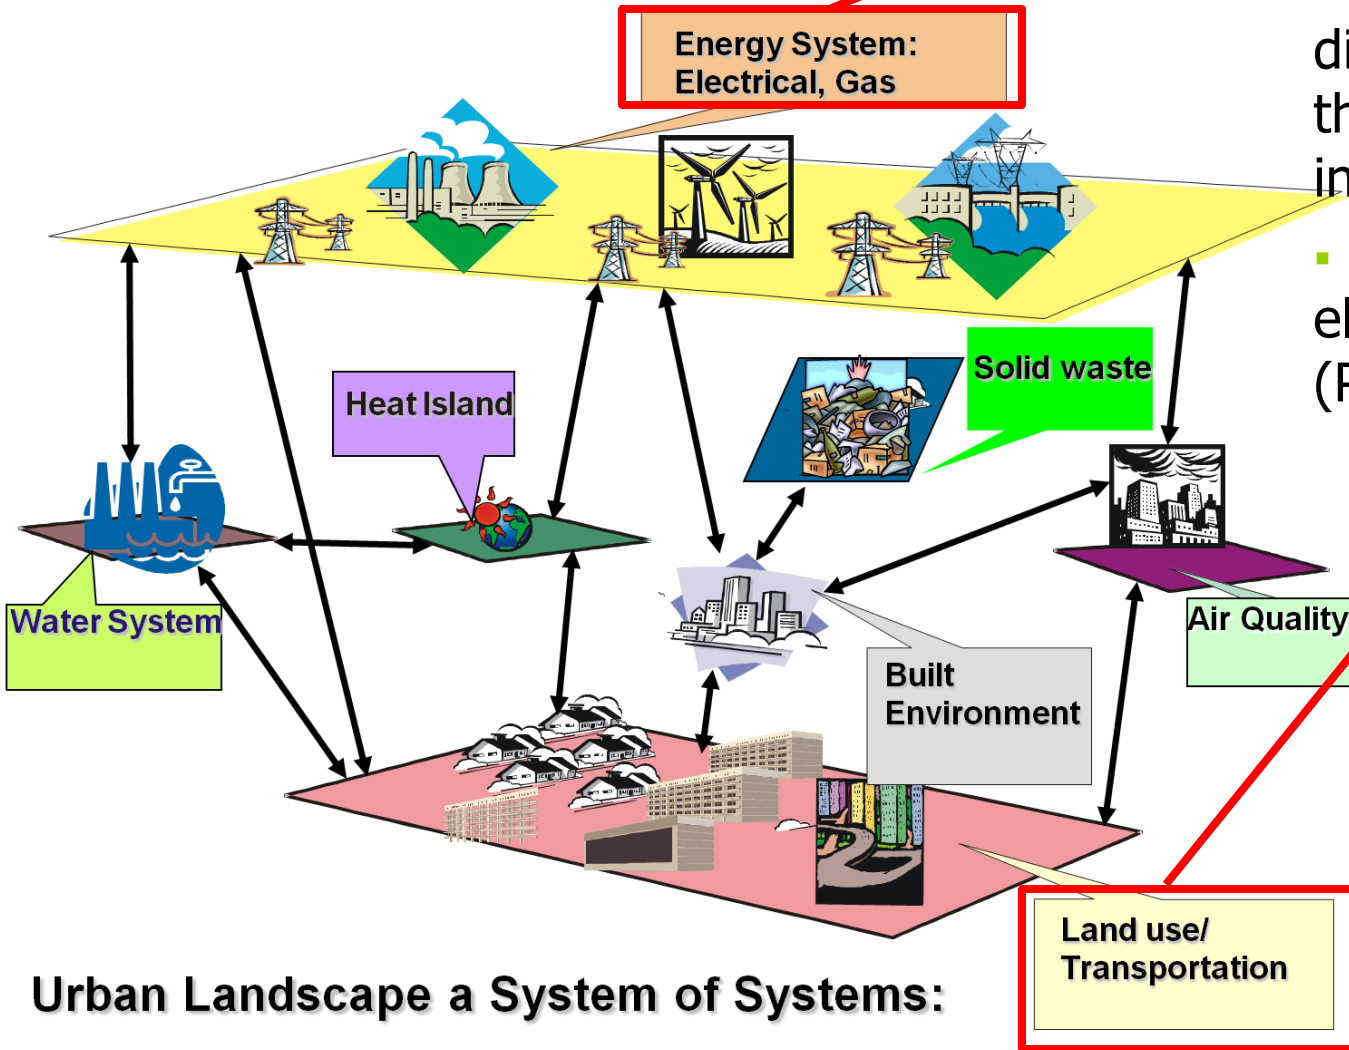 Energy System:
Electrical, Gas
Solid waste
Heat Island
Water System
Air Quality
Built
Environment
Land use/
Transportation
Urban Landscape a System of Systems: